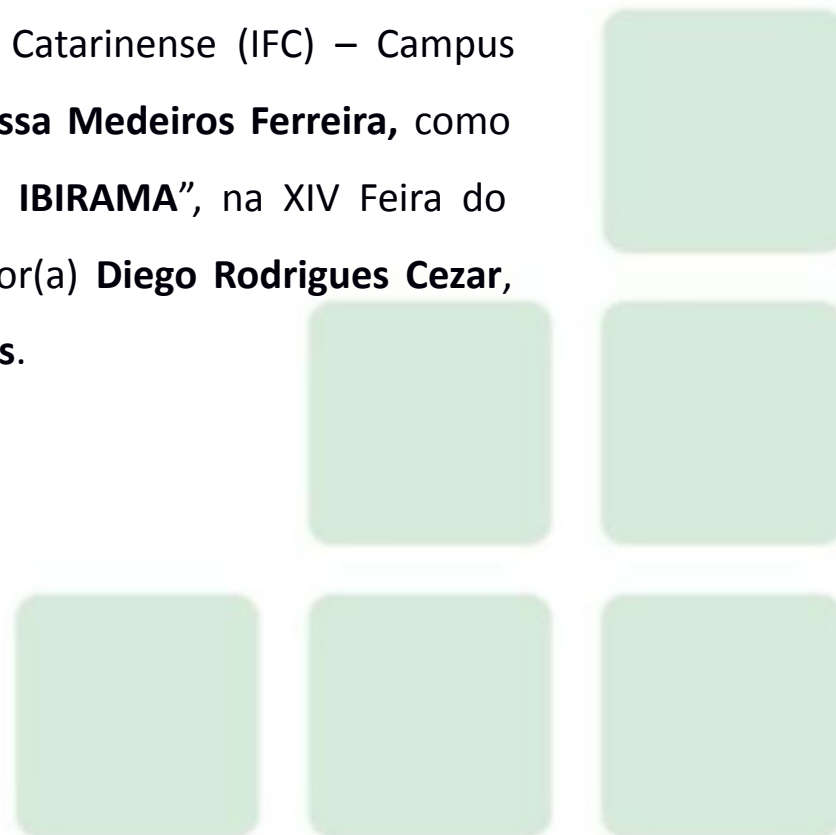 Catarinense (IFC) – Campus
ssa Medeiros Ferreira, como
IBIRAMA”, na XIV Feira do
or(a) Diego Rodrigues Cezar,
s.